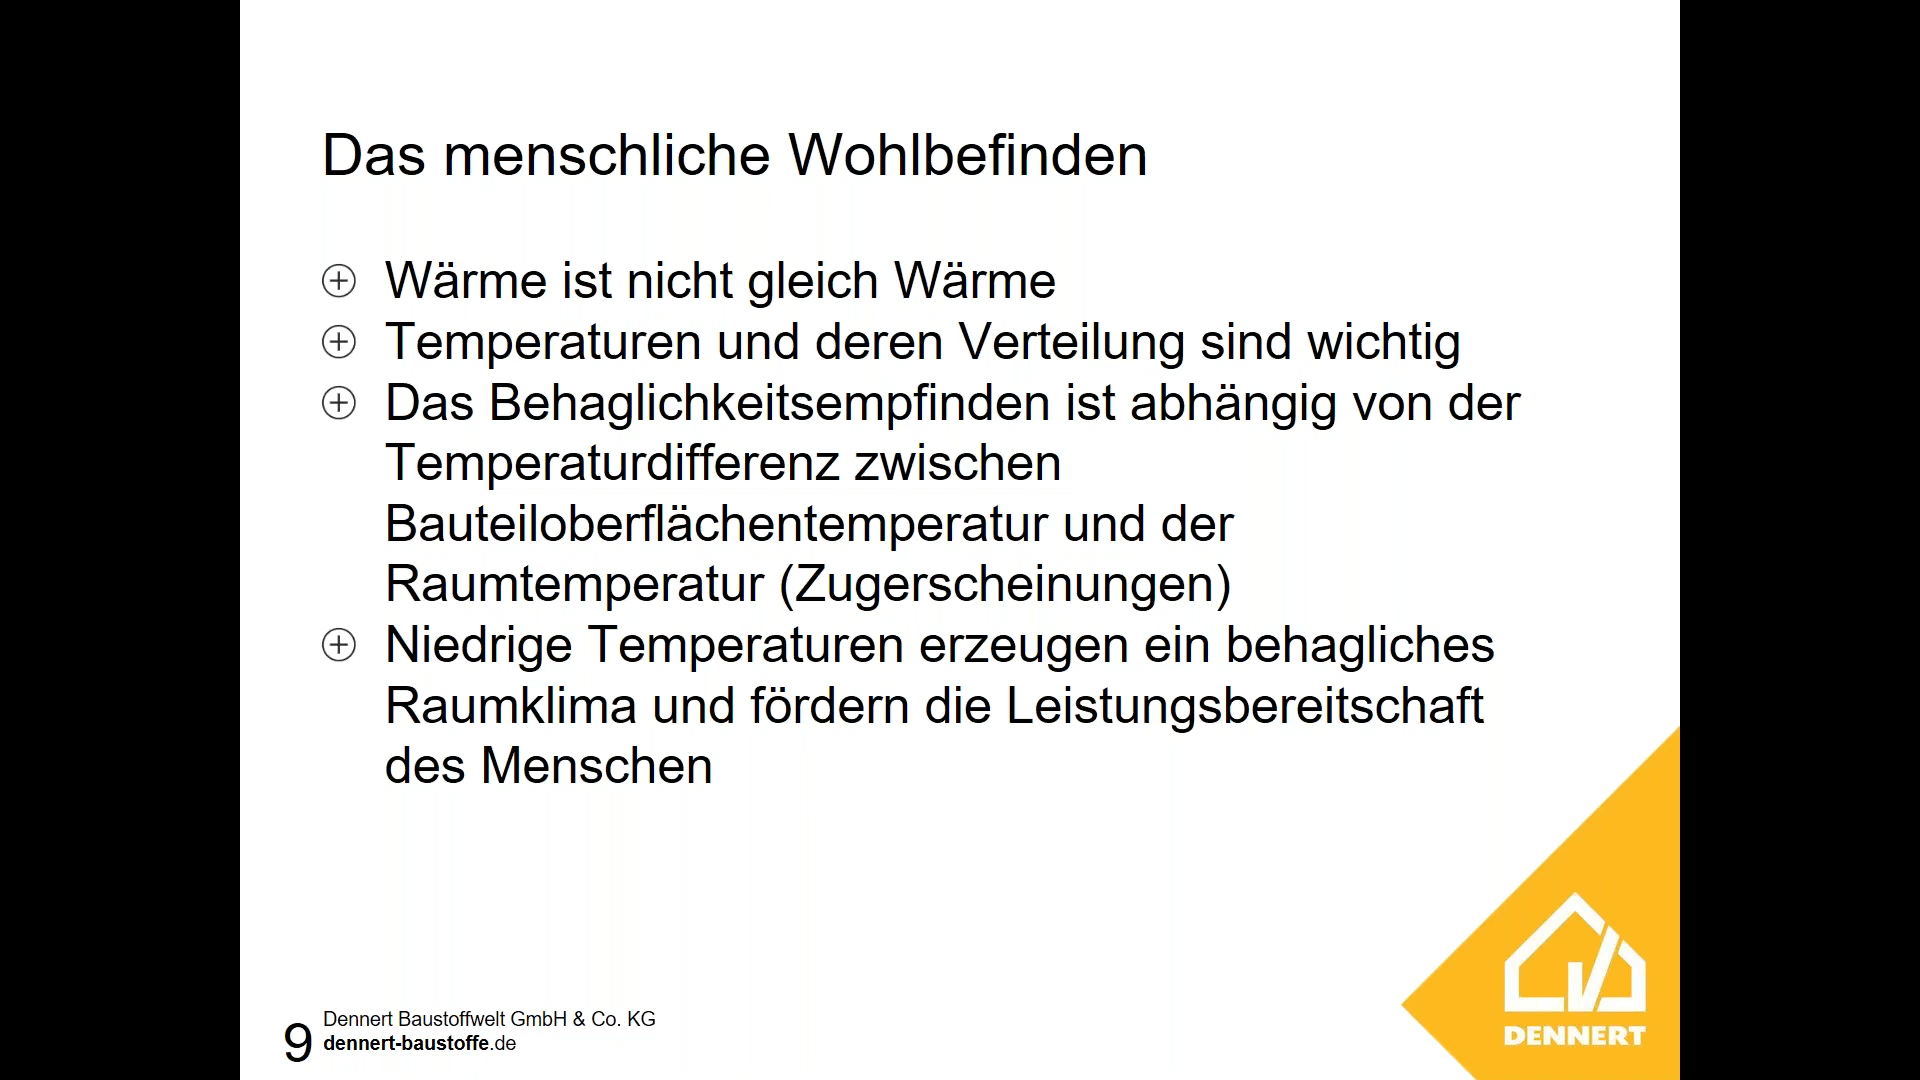 Das menschliche Wohlbefinden
Wärme ist nicht gleich Wärme
Temperaturen und deren Verteilung sind wichtig
Das Behaglichkeitsempfinden ist abhängig von der
Temperaturdifferenz zwischen
Bauteiloberflächentemperatur und der
Raumtemperatur (Zugerscheinungen)
Niedrige Temperaturen erzeugen ein behagliches
Raumklima und fördern die Leistungsbereitschaft
des Menschen
Dennert Baustoffwelt GmbH & Co. KG
9 dennert-baustoffe.de
DENNERT